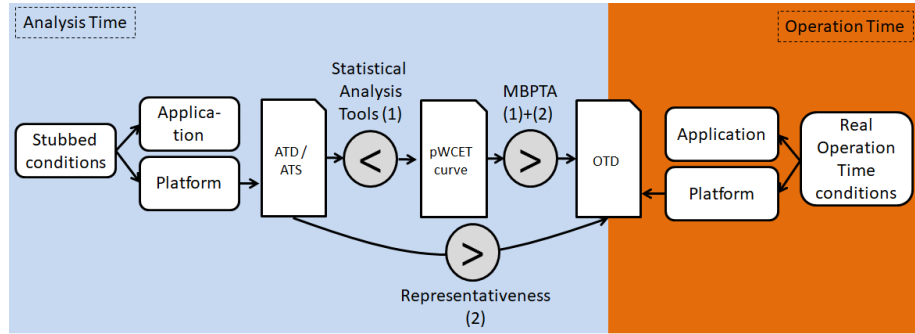 Analysis Time
Operation Time
Statistical
Analysis
Tools (1)
MBPTA
(1)+(2)
Stubbed
conditions
Applica-
tion
Platform
ATD /
ATS
<
pWCET
curve
>
OTD
Application
Platform
Real
Operation
Time
conditions
>
Representativeness
(2)